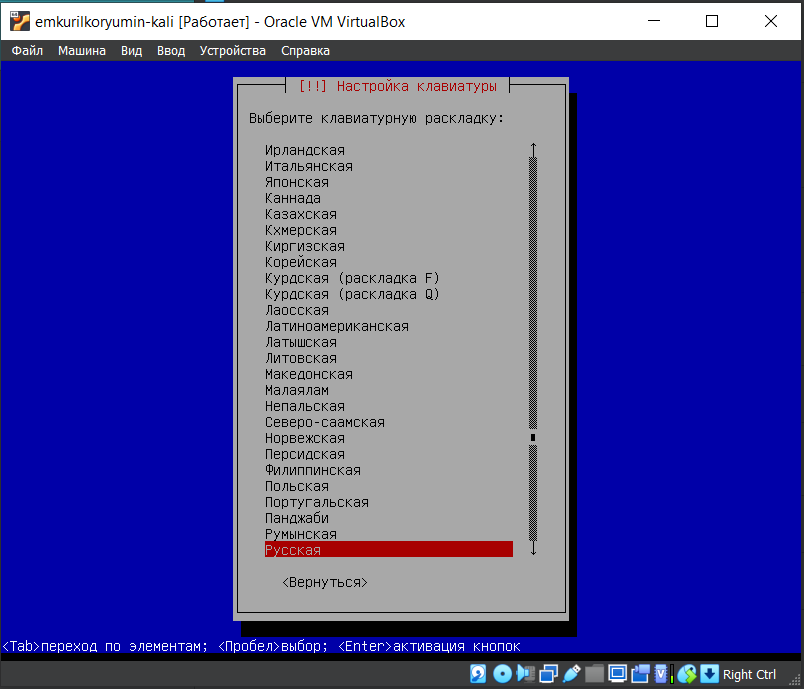 emkurilkoryumin-kali [Работает] - Oracle VM VirtualBox
Файл Машина Вид Ввод Устройства Справка
[!!] Настройка клавиатуры
Выберите клавиатурную раскладку:
Ирландская
Итальянская
Японская
Каннада
Казахская
Кхмерская
Киргизская
Корейская
Курдская (раскладка F)
Курдская (раскладка Q)
Лаосская
Латиноамериканская
Латышская
Литовская
Македонская
Малаялам
Непальская
Северо-саамская
Норвежская
Персидская
Филиппинская
Польская
Португальская
Панджаби
Румынская
Русская
<Вернуться>
<Tab>переход по элементам; <Пробел>выбор; <Enter>активация кнопок
Right Ctrl